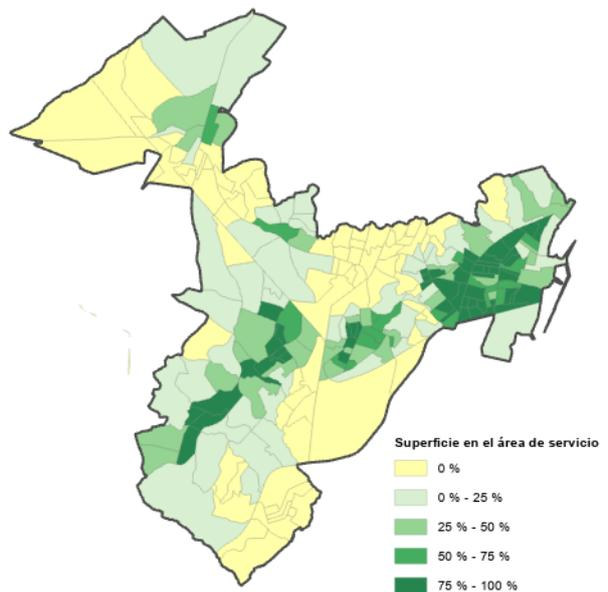 Superficie en el área de servicio
0 %
0 % - 25 %
25 % - 50 %
50 % - 75 %
75 % - 100 %